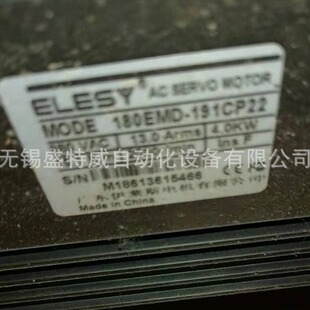 ELESY AC SERVO MOTOR
MODE 180EMD-191CP22
VAC 13.0 Arms 4.0KW
无锡盛特威自动化设备有限公司
S/N
M18613615466
Made in China